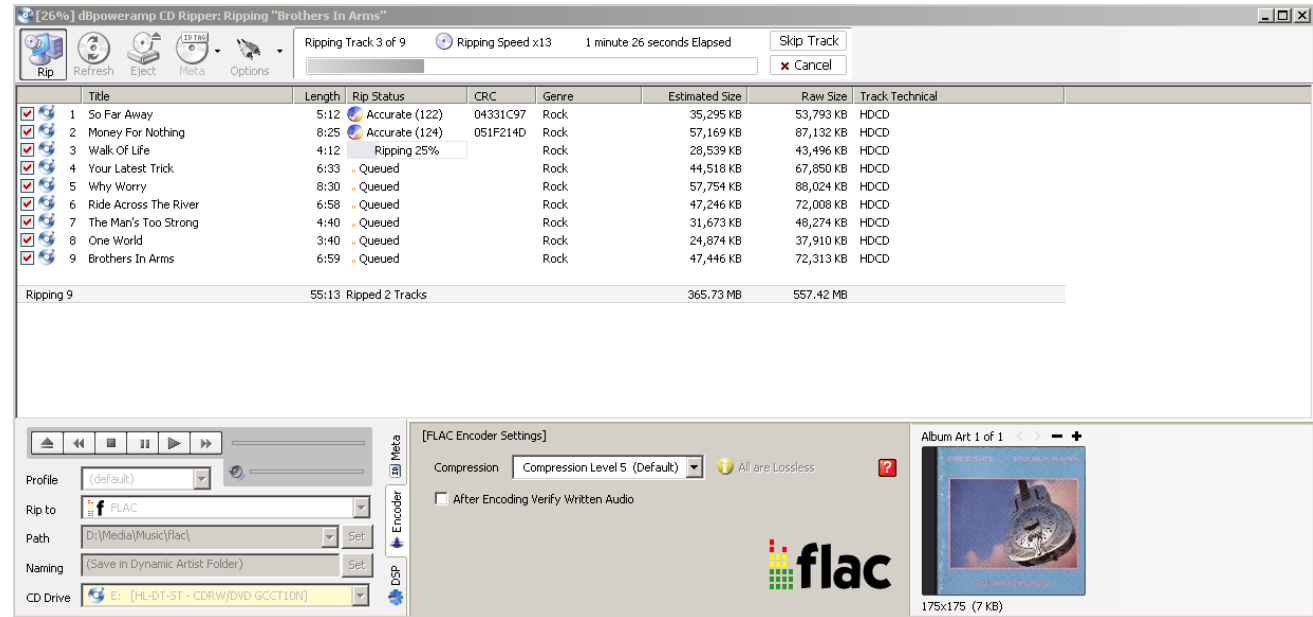 [26%] dBpoweramp CD Ripper: Ripping "Brothers In Arms"
Rip Refresh Eject Meta Options
ID TAG
Ripping Track 3 of 9 Ripping Speed x13 1 minute 26 seconds Elapsed
Skip Track
Cancel
Title Length Rip Status CRC Genre Estimated Size Raw Size Track Technical
1 So Far Away 5:12 Accurate (122) 04331C97 Rock 35,295 KB 53,793 KB HDCD
2 Money For Nothing 8:25 Accurate (124) 051F214D Rock 57,169 KB 87,132 KB HDCD
3 Walk Of Life 4:12 Ripping 25% Rock 28,539 KB 43,496 KB HDCD
4 Your Latest Trick 6:33 Queued Rock 44,518 KB 67,850 KB HDCD
5 Why Worry 8:30 Queued Rock 57,754 KB 88,024 KB HDCD
6 Ride Across The River 6:58 Queued Rock 47,246 KB 72,008 KB HDCD
7 The Man's Too Strong 4:40 Queued Rock 31,673 KB 48,274 KB HDCD
8 One World 3:40 Queued Rock 24,874 KB 37,910 KB HDCD
9 Brothers In Arms 6:59 Queued Rock 47,446 KB 72,313 KB HDCD
Ripping 9 55:13 Ripped 2 Tracks 365.73 MB 557.42 MB
Profile (default)
Rip to f FLAC
Path D:\Media\Music\flac\ Set
Naming (Save in Dynamic Artist Folder) Set
CD Drive E: [HL-DT-ST - CDRW/DVD GCCT10N]
Meta
Encoder
DSP
[FLAC Encoder Settings]
Compression Compression Level 5 (Default) All are Lossless ?
After Encoding Verify Written Audio
flac
Album Art 1 of 1
175x175 (7 KB)